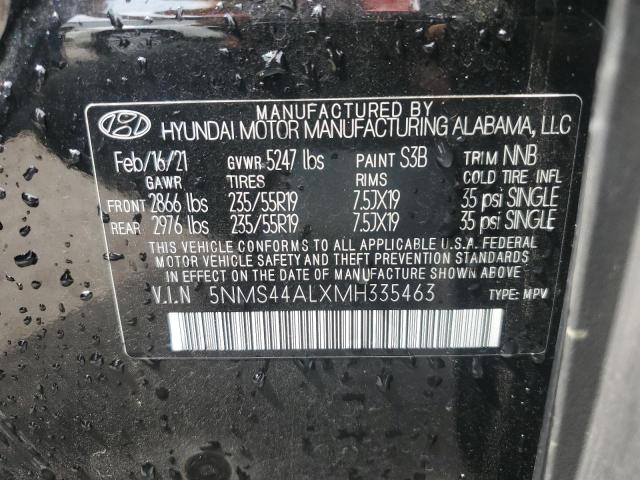 MANUFACTURED BY
HYUNDAI MOTOR MANUFACTURING ALABAMA, LLC
Feb/16/21 GVWR 5247 lbs PAINT S3B TRIM NNB
GAWR TIRES RIMS COLD TIRE INFL
FRONT 2866 lbs 235/55R19 7.5JX19 35 psi SINGLE
REAR 2976 lbs 235/55R19 7.5JX19 35 psi SINGLE
THIS VEHICLE CONFORMS TO ALL APPLICABLE U.S.A. FEDERAL
MOTOR VEHICLE SAFETY AND THEFT PREVENTION STANDARDS
IN EFFECT ON THE DATE OF MANUFACTURE SHOWN ABOVE.
V.I.N 5NMS44ALXMH335463 TYPE: MPV